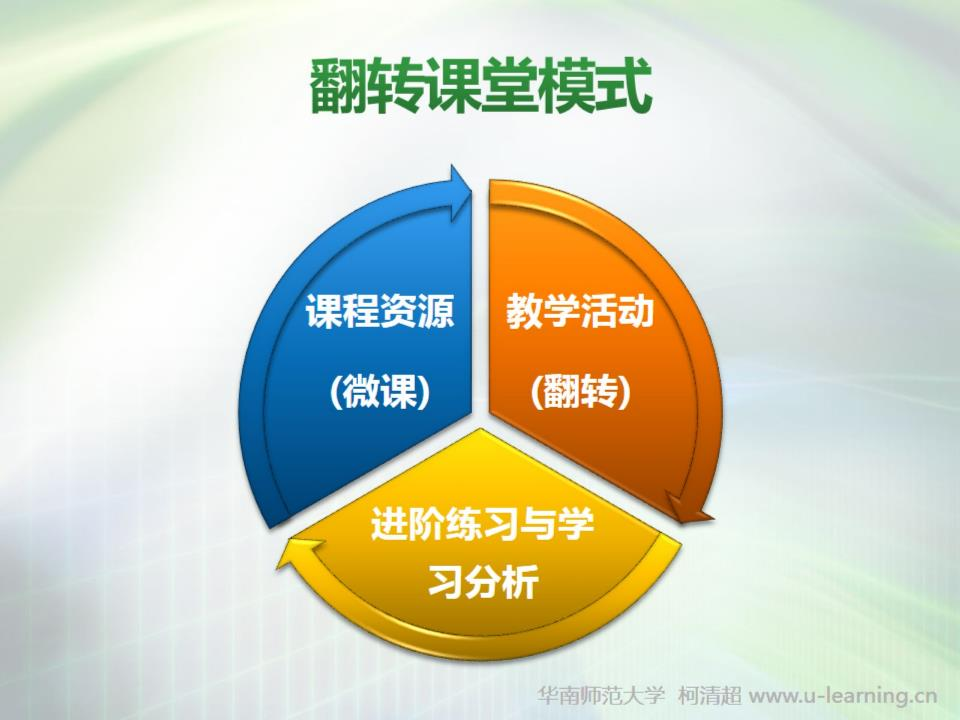 翻转课堂模式
课程资源
(微课)
教学活动
(翻转)
进阶练习与学
习分析
华南师范大学 柯清超 www.u-learning.cn